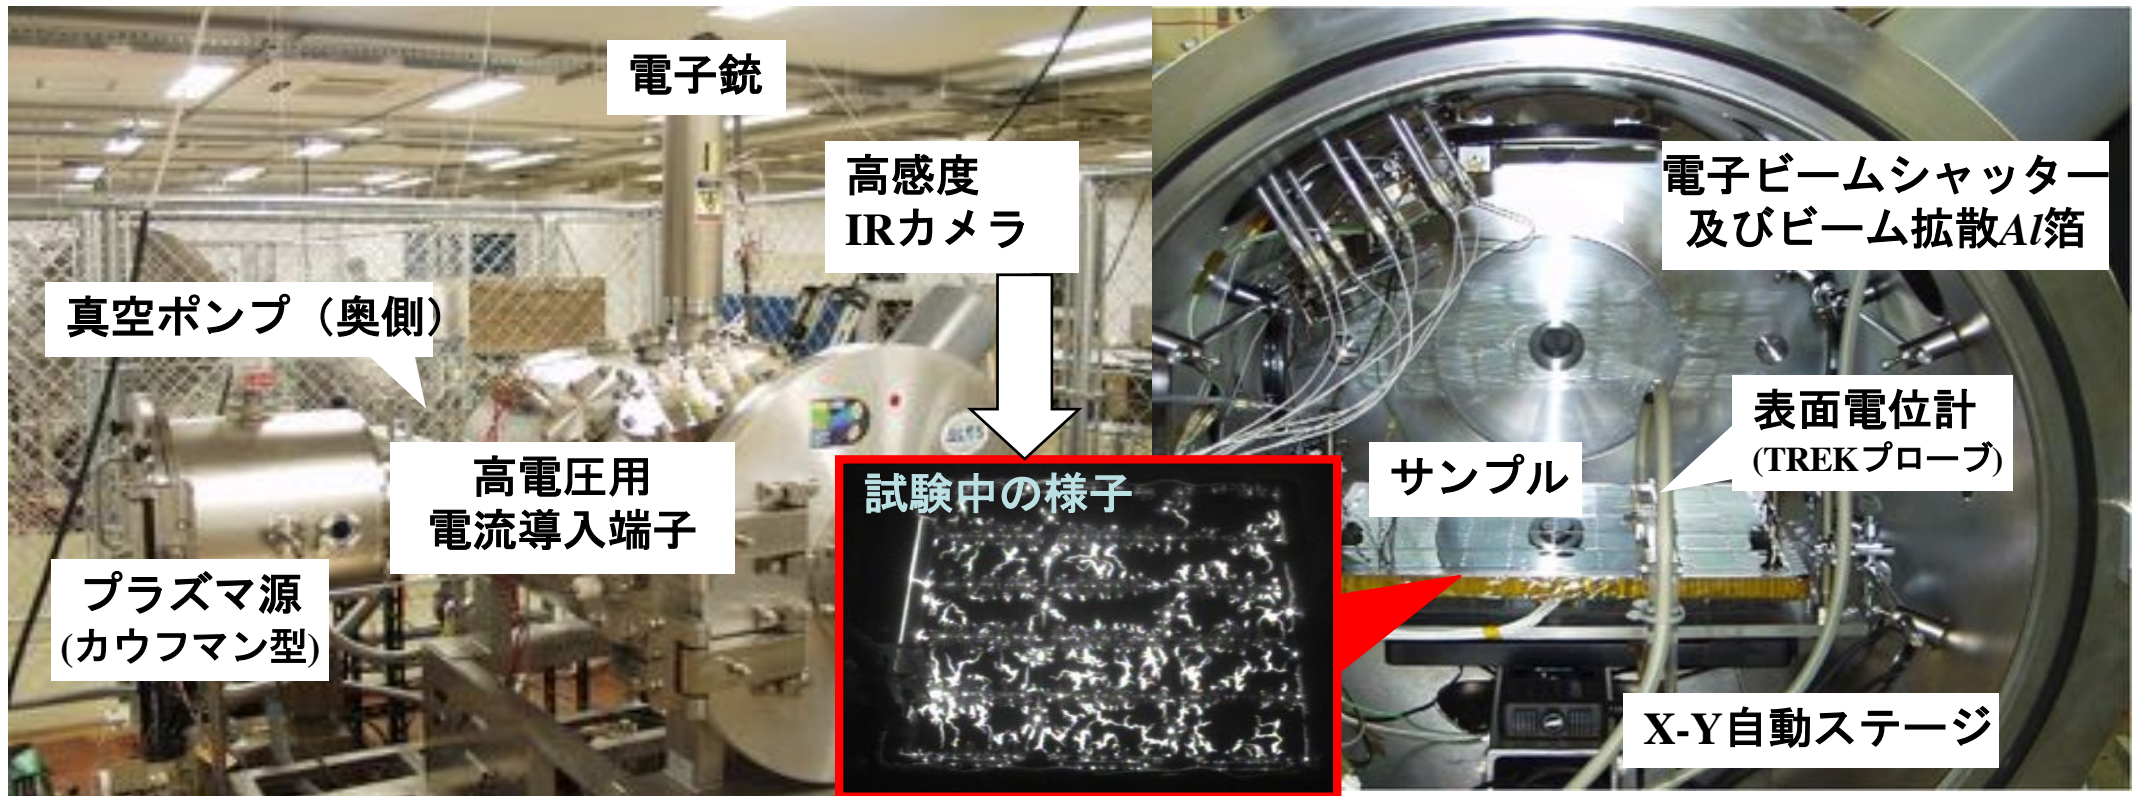 電子銃
高感度
IRカメラ
真空ポンプ（奥側）
高電圧用
電流導入端子
プラズマ源
(カウフマン型)
試験中の様子
電子ビームシャッター
及びビーム拡散Al箔
表面電位計
(TREKプローブ)
サンプル
X-Y自動ステージ